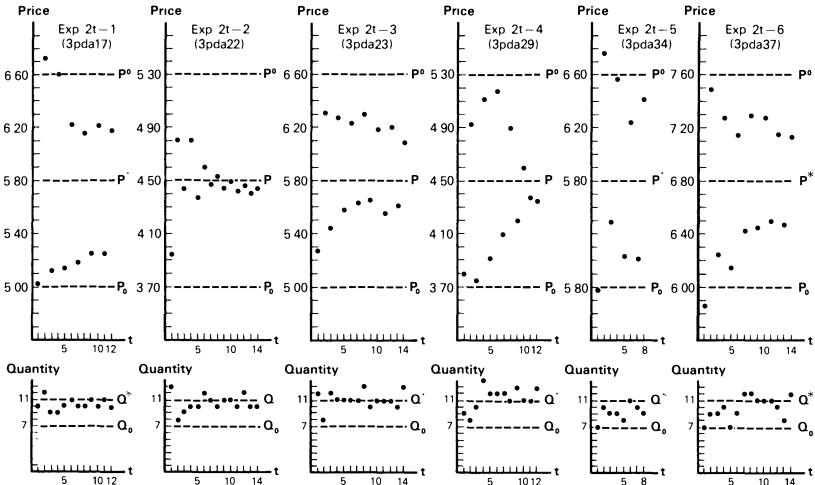 Price Price Price Price Price Price
Exp 2t-1 Exp 2t-2 Exp 2t-3 Exp 2t-4 Exp 2t-5 Exp 2t-6
(3pda17) (3pda22) (3pda23) (3pda29) (3pda34) (3pda37)
6 60 P⁰ 5 30 P⁰ 6 60 P⁰ 5 30 P⁰ 6 60 P⁰ 7 60 P⁰
6 20 4 90 6 20 4 90 6 20 7 20
5 80 P* 4 50 P 5 80 P 4 50 P 5 80 P* 6 80 P*
5 40 4 10 5 40 4 10 5 40 6 40
5 00 P₀ 3 70 P₀ 5 00 P₀ 3 70 P₀ 5 80 P₀ 6 00 P₀
t t t t t t
5 10 12 5 10 14 5 10 14 5 10 12 5 8 5 10 14
Quantity Quantity Quantity Quantity Quantity Quantity
11 Q* 11 Q 11 Q· 11 Q· 11 Q· 11 Q*
7 Q₀ 7 Q₀ 7 Q₀ 7 Q₀ 7 Q₀ 7 Q₀
t t t t t t
5 10 12 5 10 14 5 10 14 5 10 12 5 8 5 10 14